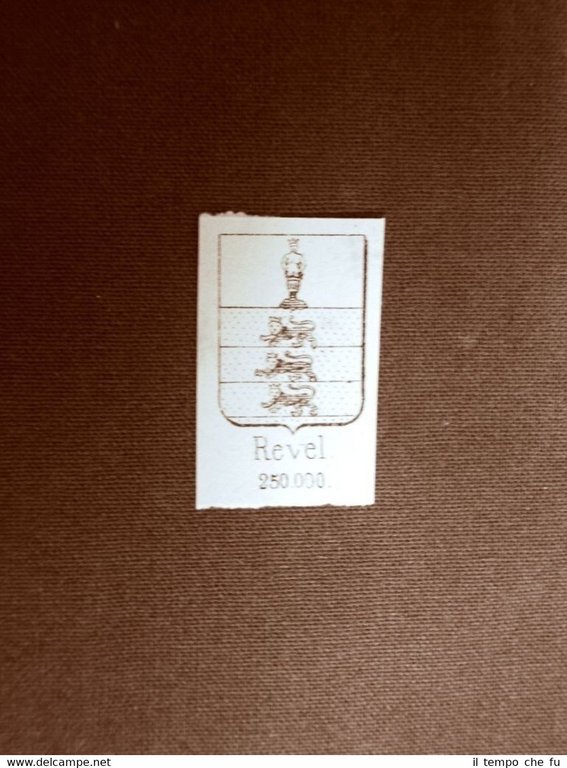 Revel.
250.000.
www.delcampe.net
il tempo che fu